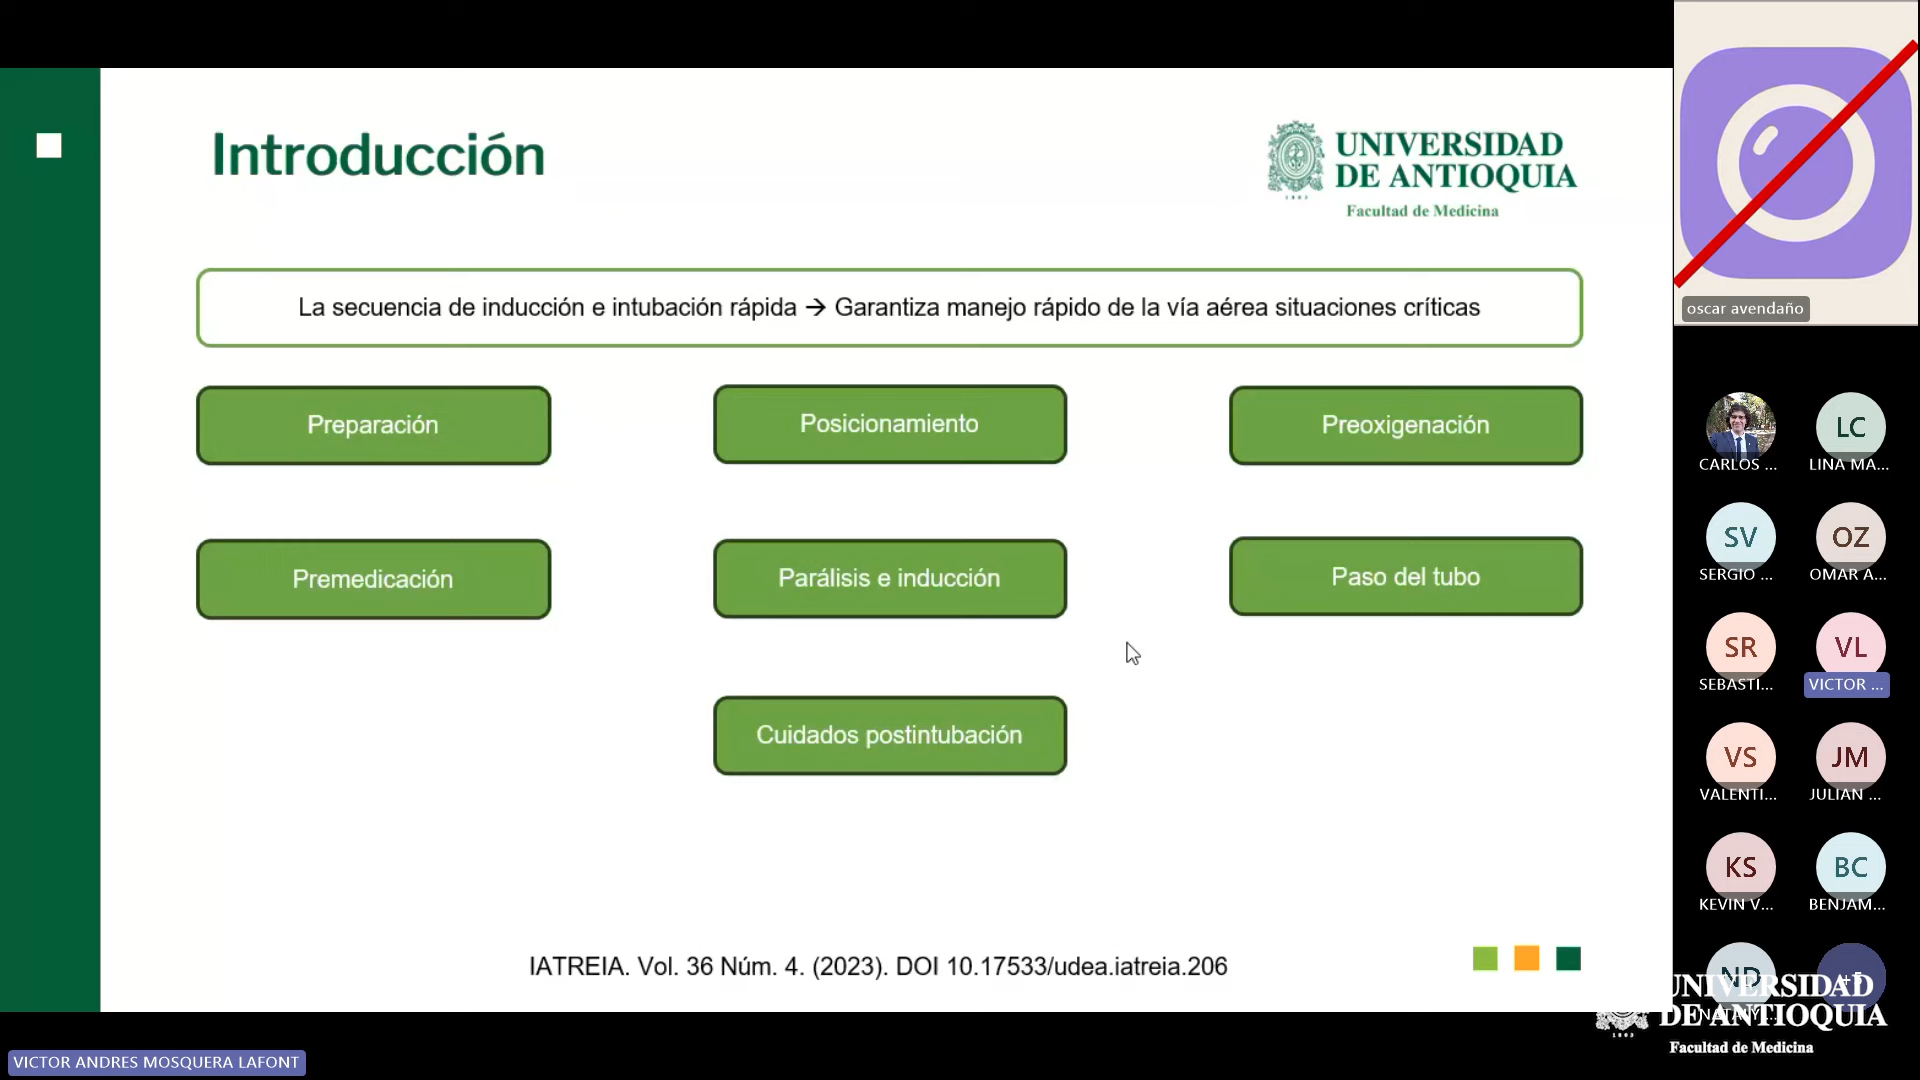 Introducción
UNIVERSIDAD
DE ANTIOQUIA
1803
Facultad de Medicina
La secuencia de inducción e intubación rápida → Garantiza manejo rápido de la vía aérea situaciones críticas
Preparación
Posicionamiento
Preoxigenación
Premedicación
Parálisis e inducción
Paso del tubo
Cuidados postintubación
IATREIA. Vol. 36 Núm. 4. (2023). DOI 10.17533/udea.iatreia.206
oscar avendaño
CARLOS ...
LC
LINA MA...
SV
SERGIO ...
OZ
OMAR A...
SR
SEBASTI...
VL
VICTOR ...
VS
VALENTI...
JM
JULIAN ...
KS
KEVIN V...
BC
BENJAM...
ND
UNIVERSIDAD
DE ANTIOQUIA
1803
Facultad de Medicina
VICTOR ANDRES MOSQUERA LAFONT